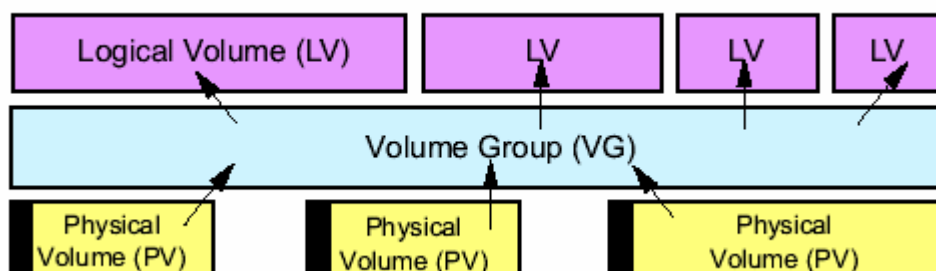 Logical Volume (LV)
LV
LV
LV
Volume Group (VG)
Physical
Volume (PV)
Physical
Volume (PV)
Physical
Volume (PV)